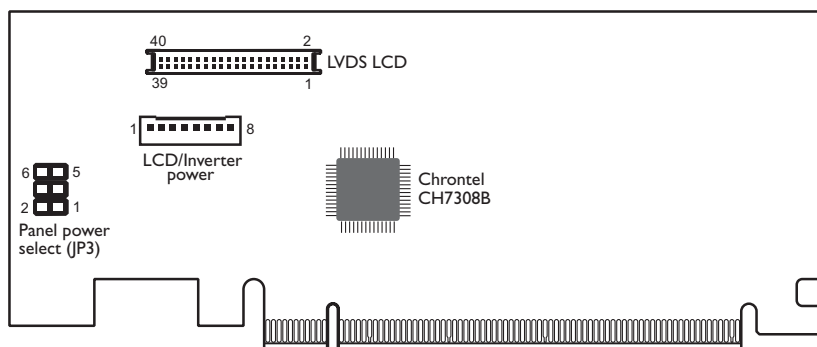 40 2
LVDS LCD
39 1
1 8
LCD/Inverter
power
Chrontel
CH7308B
6 5
2 1
Panel power
select (JP3)